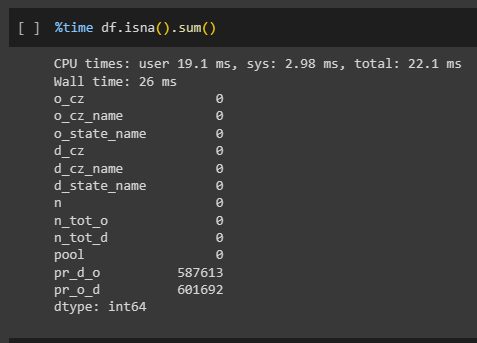 [ ] %time df.isna().sum()
CPU times: user 19.1 ms, sys: 2.98 ms, total: 22.1 ms
Wall time: 26 ms
o_cz 0
o_cz_name 0
o_state_name 0
d_cz 0
d_cz_name 0
d_state_name 0
n 0
n_tot_o 0
n_tot_d 0
pool 0
pr_d_o 587613
pr_o_d 601692
dtype: int64